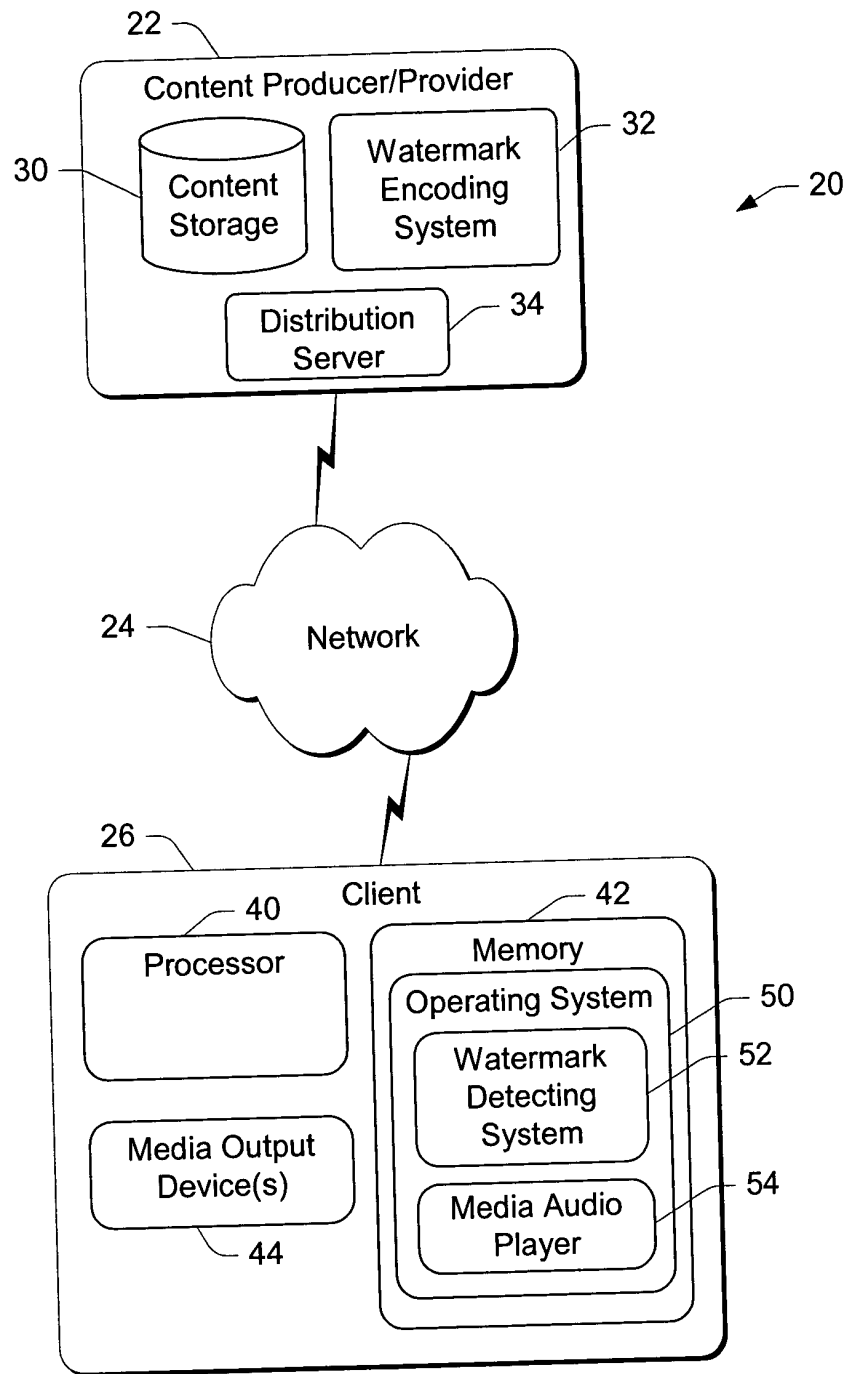 22
Content Producer/Provider
30
Content
Storage
Watermark
Encoding
System
32
20
Distribution
Server
34
24
Network
26
Client
40
Processor
42
Memory
Operating System
50
Watermark
Detecting
System
52
Media Output
Device(s)
44
Media Audio
Player
54